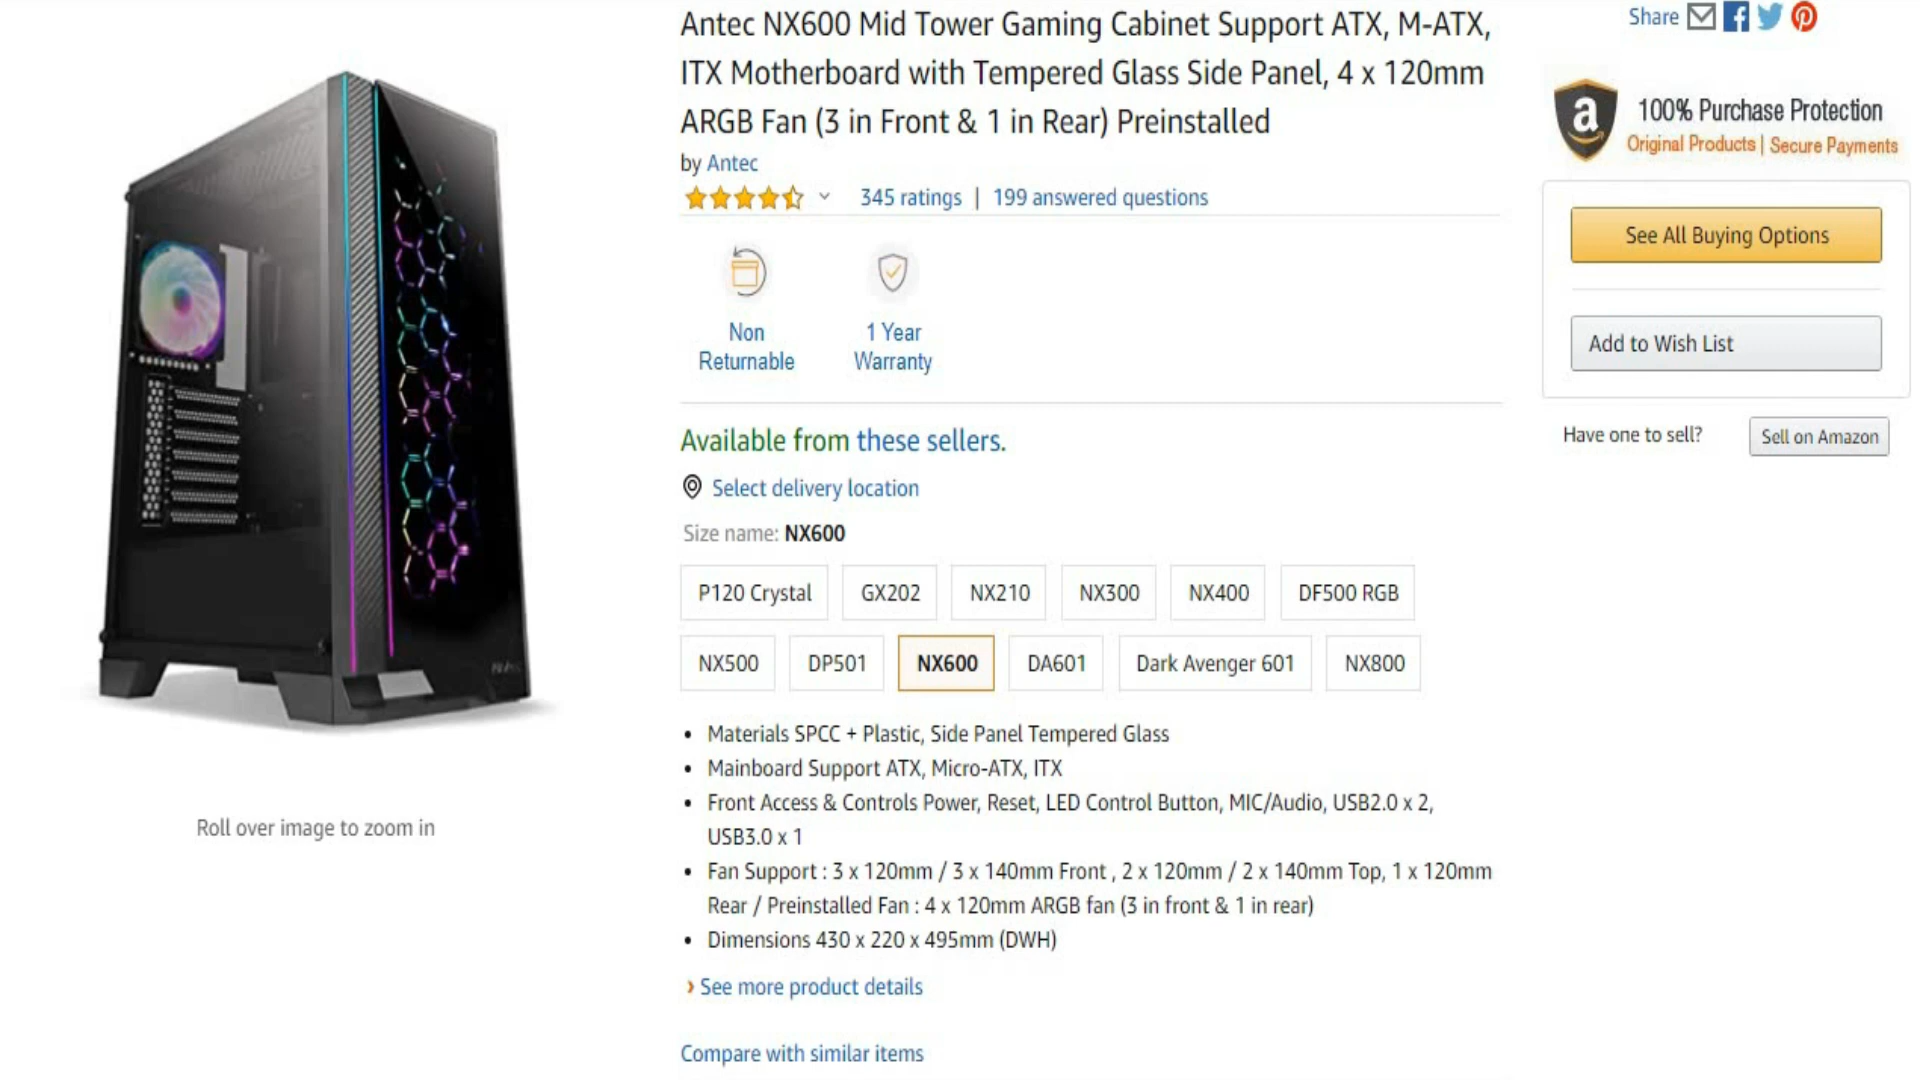 Antec NX600 Mid Tower Gaming Cabinet Support ATX, M-ATX,
ITX Motherboard with Tempered Glass Side Panel, 4 x 120mm
ARGB Fan (3 in Front & 1 in Rear) Preinstalled
by Antec
345 ratings | 199 answered questions
Non
Returnable
1 Year
Warranty
Available from these sellers.
Select delivery location
Size name: NX600
P120 Crystal
GX202
NX210
NX300
NX400
DF500 RGB
NX500
DP501
NX600
DA601
Dark Avenger 601
NX800
• Materials SPCC + Plastic, Side Panel Tempered Glass
• Mainboard Support ATX, Micro-ATX, ITX
• Front Access & Controls Power, Reset, LED Control Button, MIC/Audio, USB2.0 x 2,
USB3.0 x 1
• Fan Support : 3 x 120mm / 3 x 140mm Front , 2 x 120mm / 2 x 140mm Top, 1 x 120mm
Rear / Preinstalled Fan : 4 x 120mm ARGB fan (3 in front & 1 in rear)
• Dimensions 430 x 220 x 495mm (DWH)
› See more product details
Compare with similar items
Roll over image to zoom in
Share
a
100% Purchase Protection
Original Products | Secure Payments
See All Buying Options
Add to Wish List
Have one to sell?
Sell on Amazon